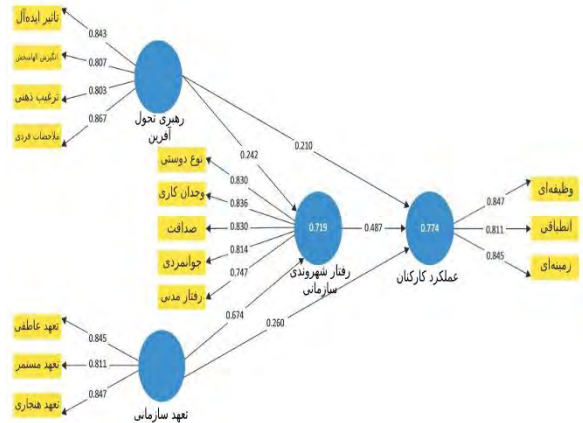 تاثیر ایده‌آل
0.843
انگیزش الهامبخش
0.807
ترغیب ذهنی
0.803
ملاحضات فردی
0.867
رهبری تحول
آفرین
0.242
0.210
نوع دوستی
0.830
وجدان کاری
0.836
صداقت
0.830
جوانمردی
0.814
رفتار مدنی
0.747
0.719
رفتار شهروندی
سازمانی
0.487
0.774
عملکرد کارکنان
0.847
وظیفه‌ای
0.811
انطباقی
0.845
زمینه‌ای
0.674
0.260
تعهد عاطفی
0.845
تعهد مستمر
0.811
تعهد هنجاری
0.847
تعهد سازمانی